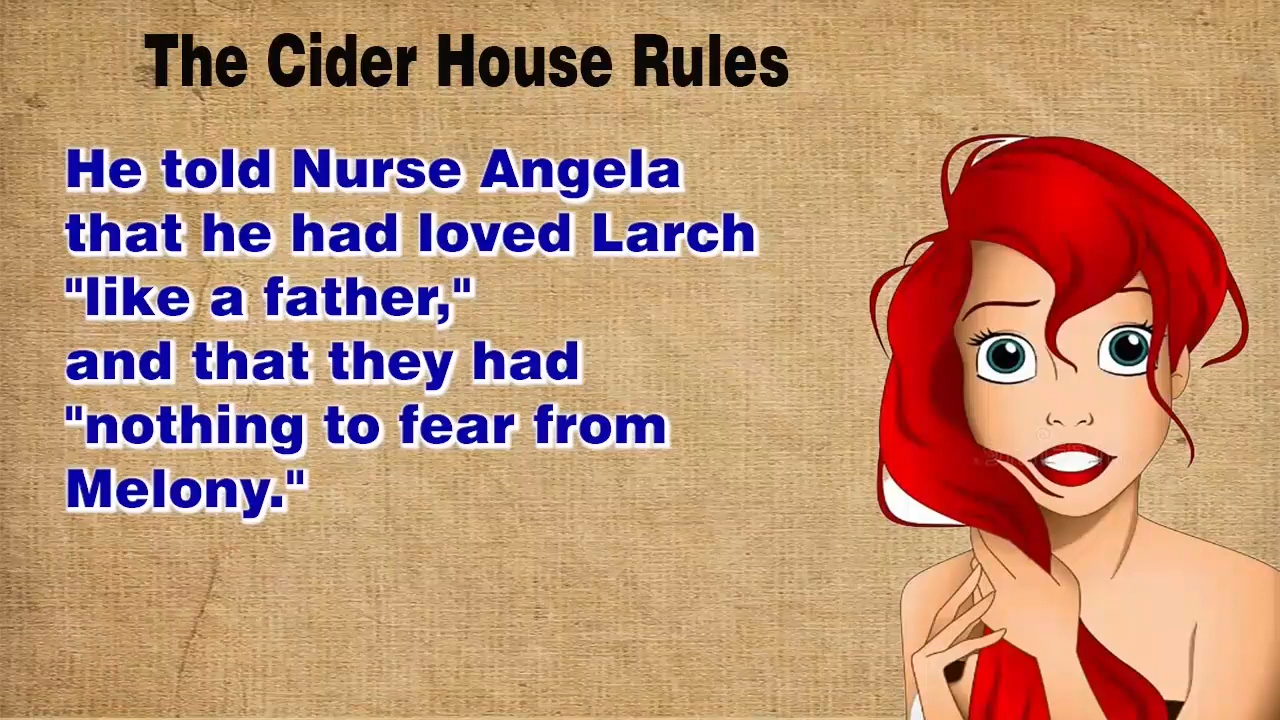 The Cider House Rules
He told Nurse Angela
that he had loved Larch
"like a father,"
and that they had
"nothing to fear from
Melony."